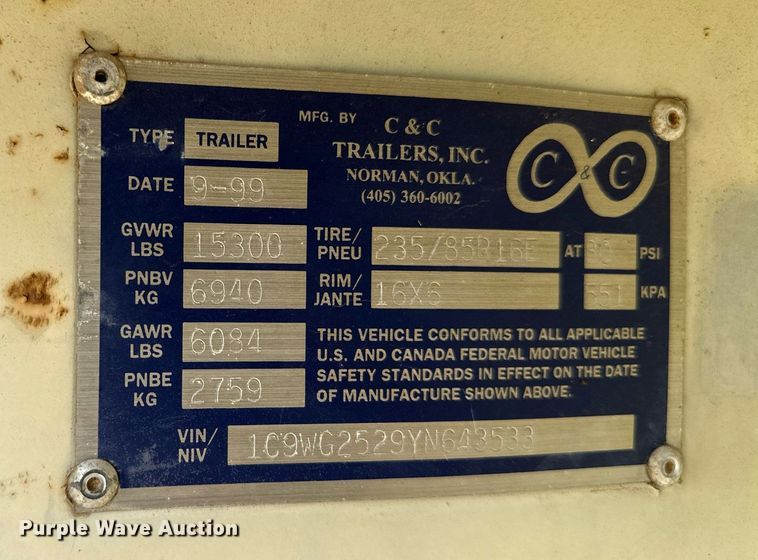 MFG. BY
C & C
TRAILERS, INC.
NORMAN, OKLA.
(405) 360-6002
C & C
TYPE TRAILER
DATE 9-99
GVWR LBS 15300
TIRE/ PNEU 235/85R16E AT 80 PSI
PNBV KG 6940
RIM/ JANTE 16X6 551 KPA
GAWR LBS 6084
PNBE KG 2759
THIS VEHICLE CONFORMS TO ALL APPLICABLE
U.S. AND CANADA FEDERAL MOTOR VEHICLE
SAFETY STANDARDS IN EFFECT ON THE DATE
OF MANUFACTURE SHOWN ABOVE.
VIN/ NIV 1C9WG2529YN643533
Purple Wave Auction